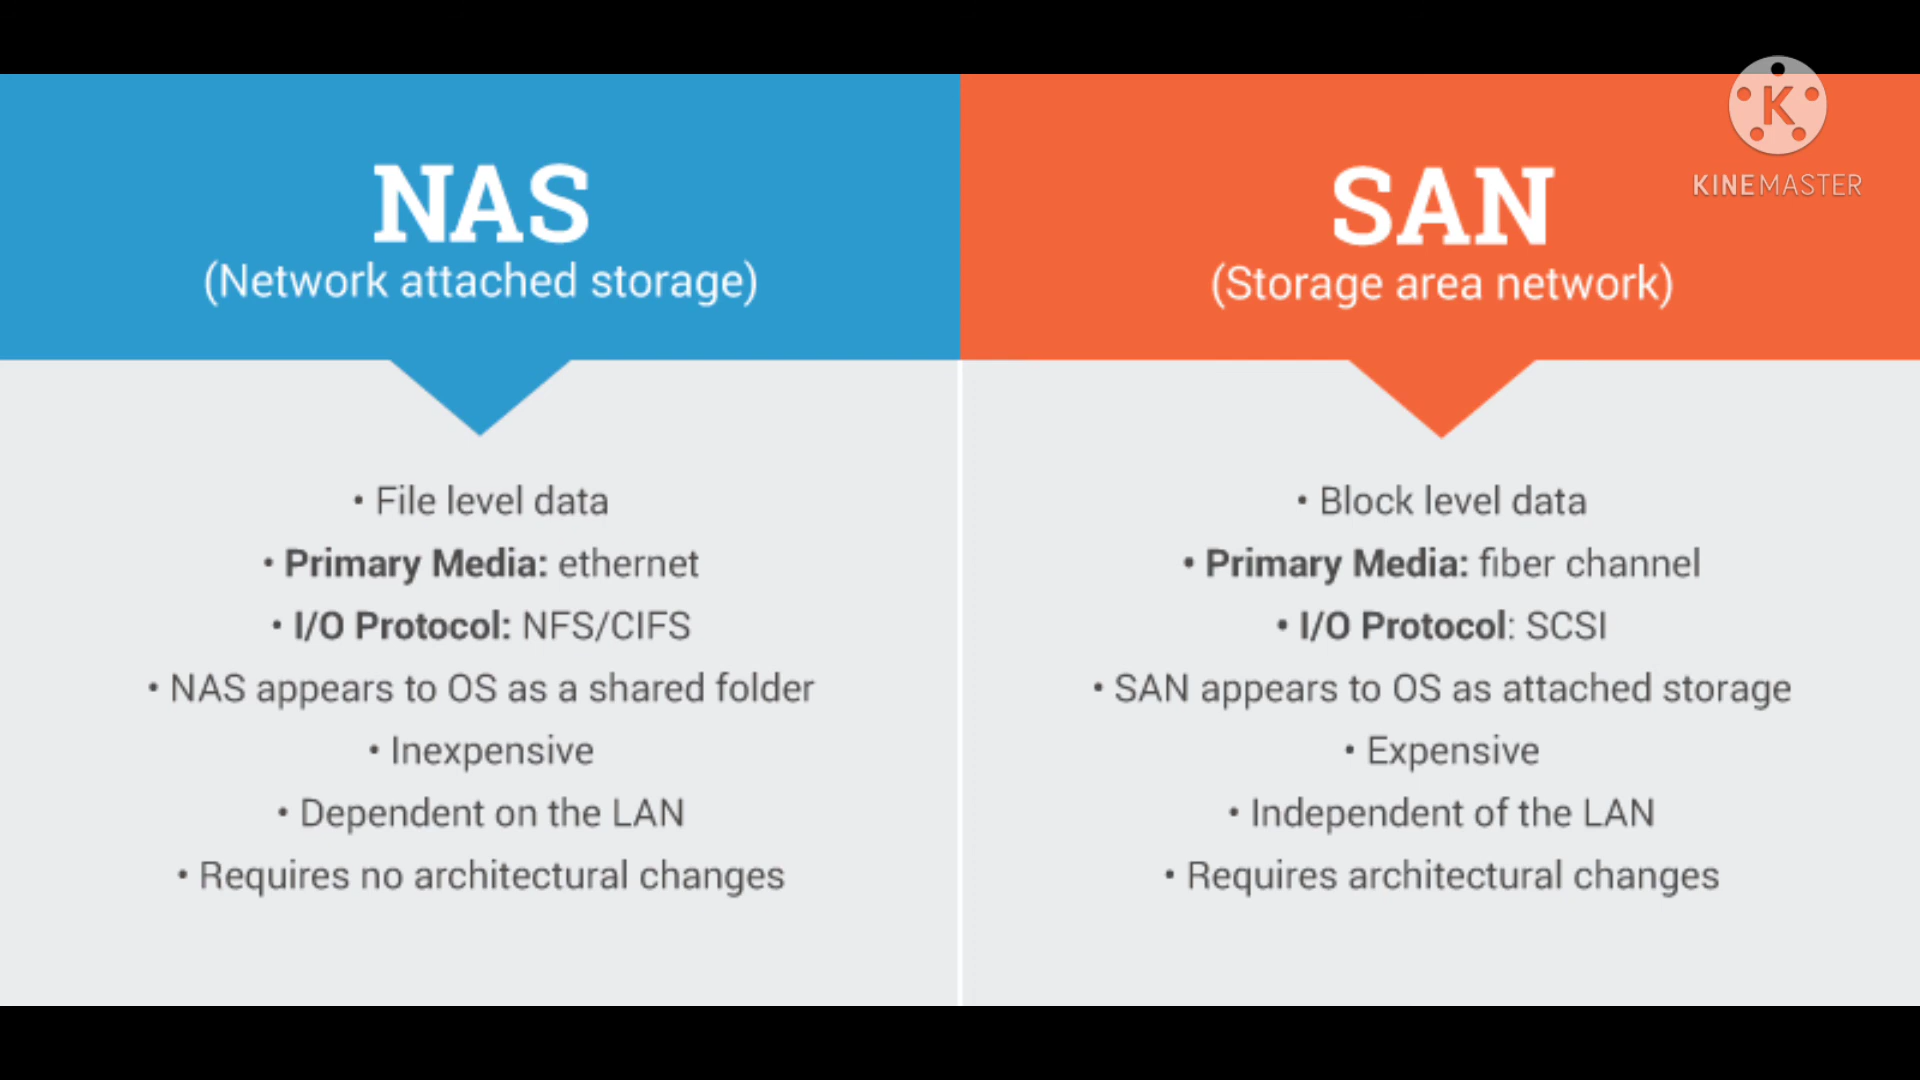 NAS
(Network attached storage)
• File level data
• Primary Media: ethernet
• I/O Protocol: NFS/CIFS
• NAS appears to OS as a shared folder
• Inexpensive
• Dependent on the LAN
• Requires no architectural changes
SAN
(Storage area network)
• Block level data
• Primary Media: fiber channel
• I/O Protocol: SCSI
• SAN appears to OS as attached storage
• Expensive
• Independent of the LAN
• Requires architectural changes
K
KINEMASTER